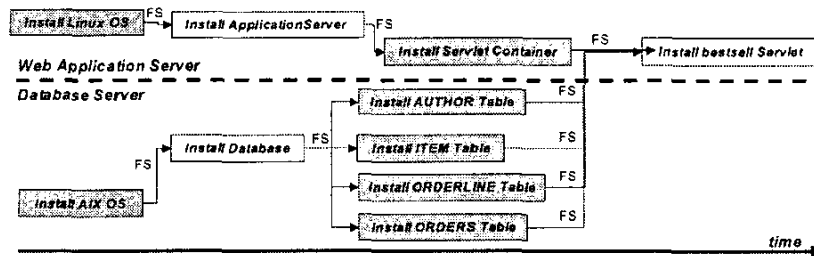 Install Linux OS
FS
Install ApplicationServer
FS
Install Servlet Container
FS
Install bestsell Servlet
Web Application Server
Database Server
Install AUTHOR Table
FS
Install Database
FS
Install ITEM Table
FS
FS
Install ORDERLINE Table
FS
Install AIX OS
Install ORDERS Table
FS
time